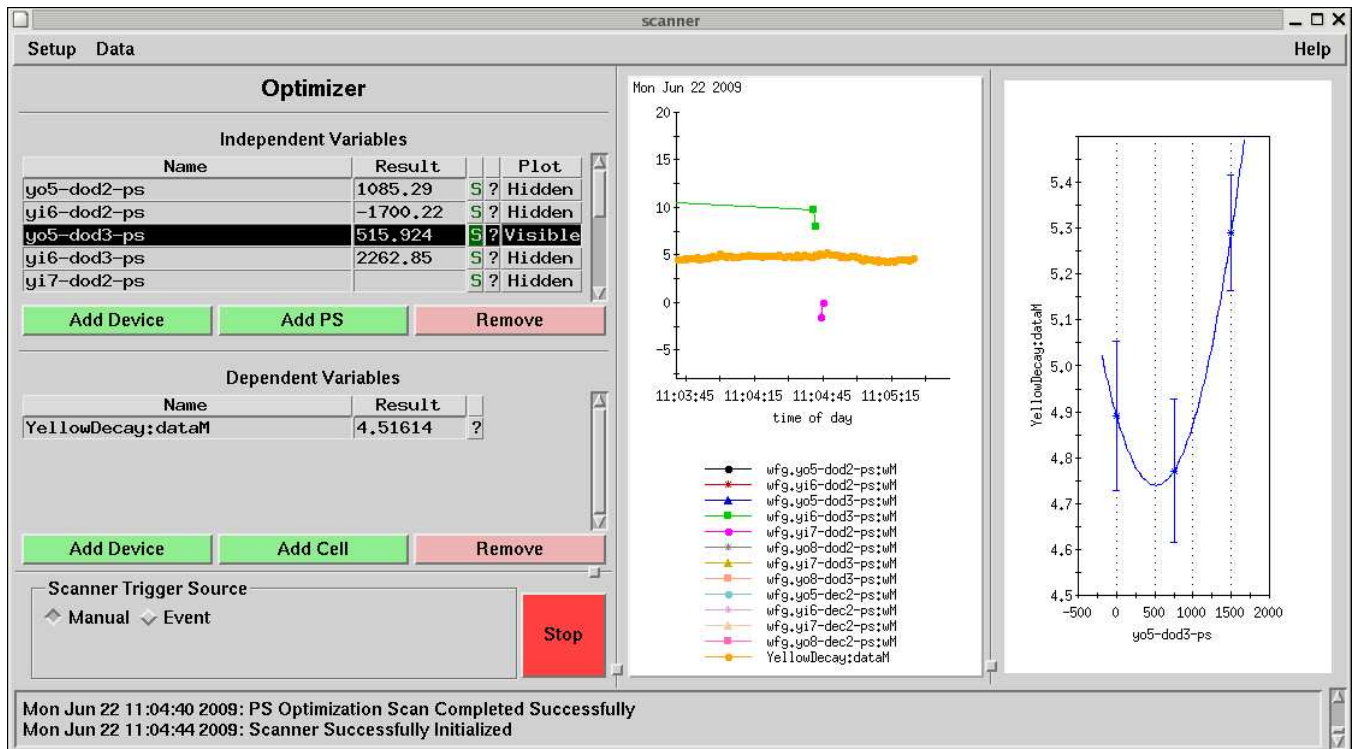 scanner
Setup Data Help
Optimizer
Independent Variables
Name Result Plot
yo5-dod2-ps 1085.29 S ? Hidden
yi6-dod2-ps -1700.22 S ? Hidden
yo5-dod3-ps 515.924 S ? Visible
yi6-dod3-ps 2262.85 S ? Hidden
yi7-dod2-ps S ? Hidden
Add Device Add PS Remove
Dependent Variables
Name Result
YellowDecay:dataM 4.51614 ?
Add Device Add Cell Remove
Scanner Trigger Source
Manual Event
Stop
Mon Jun 22 2009
20
15
10
5
0
-5
11:03:45 11:04:15 11:04:45 11:05:15
time of day
wfg.yo5-dod2-ps:wM
wfg.yi6-dod2-ps:wM
wfg.yo5-dod3-ps:wM
wfg.yi6-dod3-ps:wM
wfg.yi7-dod2-ps:wM
wfg.yo8-dod2-ps:wM
wfg.yi7-dod3-ps:wM
wfg.yo8-dod3-ps:wM
wfg.yo5-dec2-ps:wM
wfg.yi6-dec2-ps:wM
wfg.yi7-dec2-ps:wM
wfg.yo8-dec2-ps:wM
YellowDecay:dataM
YellowDecay:dataM
5.4
5.3
5.2
5.1
5.0
4.9
4.8
4.7
4.6
4.5
-500 0 500 1000 1500 2000
yo5-dod3-ps
Mon Jun 22 11:04:40 2009: PS Optimization Scan Completed Successfully
Mon Jun 22 11:04:44 2009: Scanner Successfully Initialized